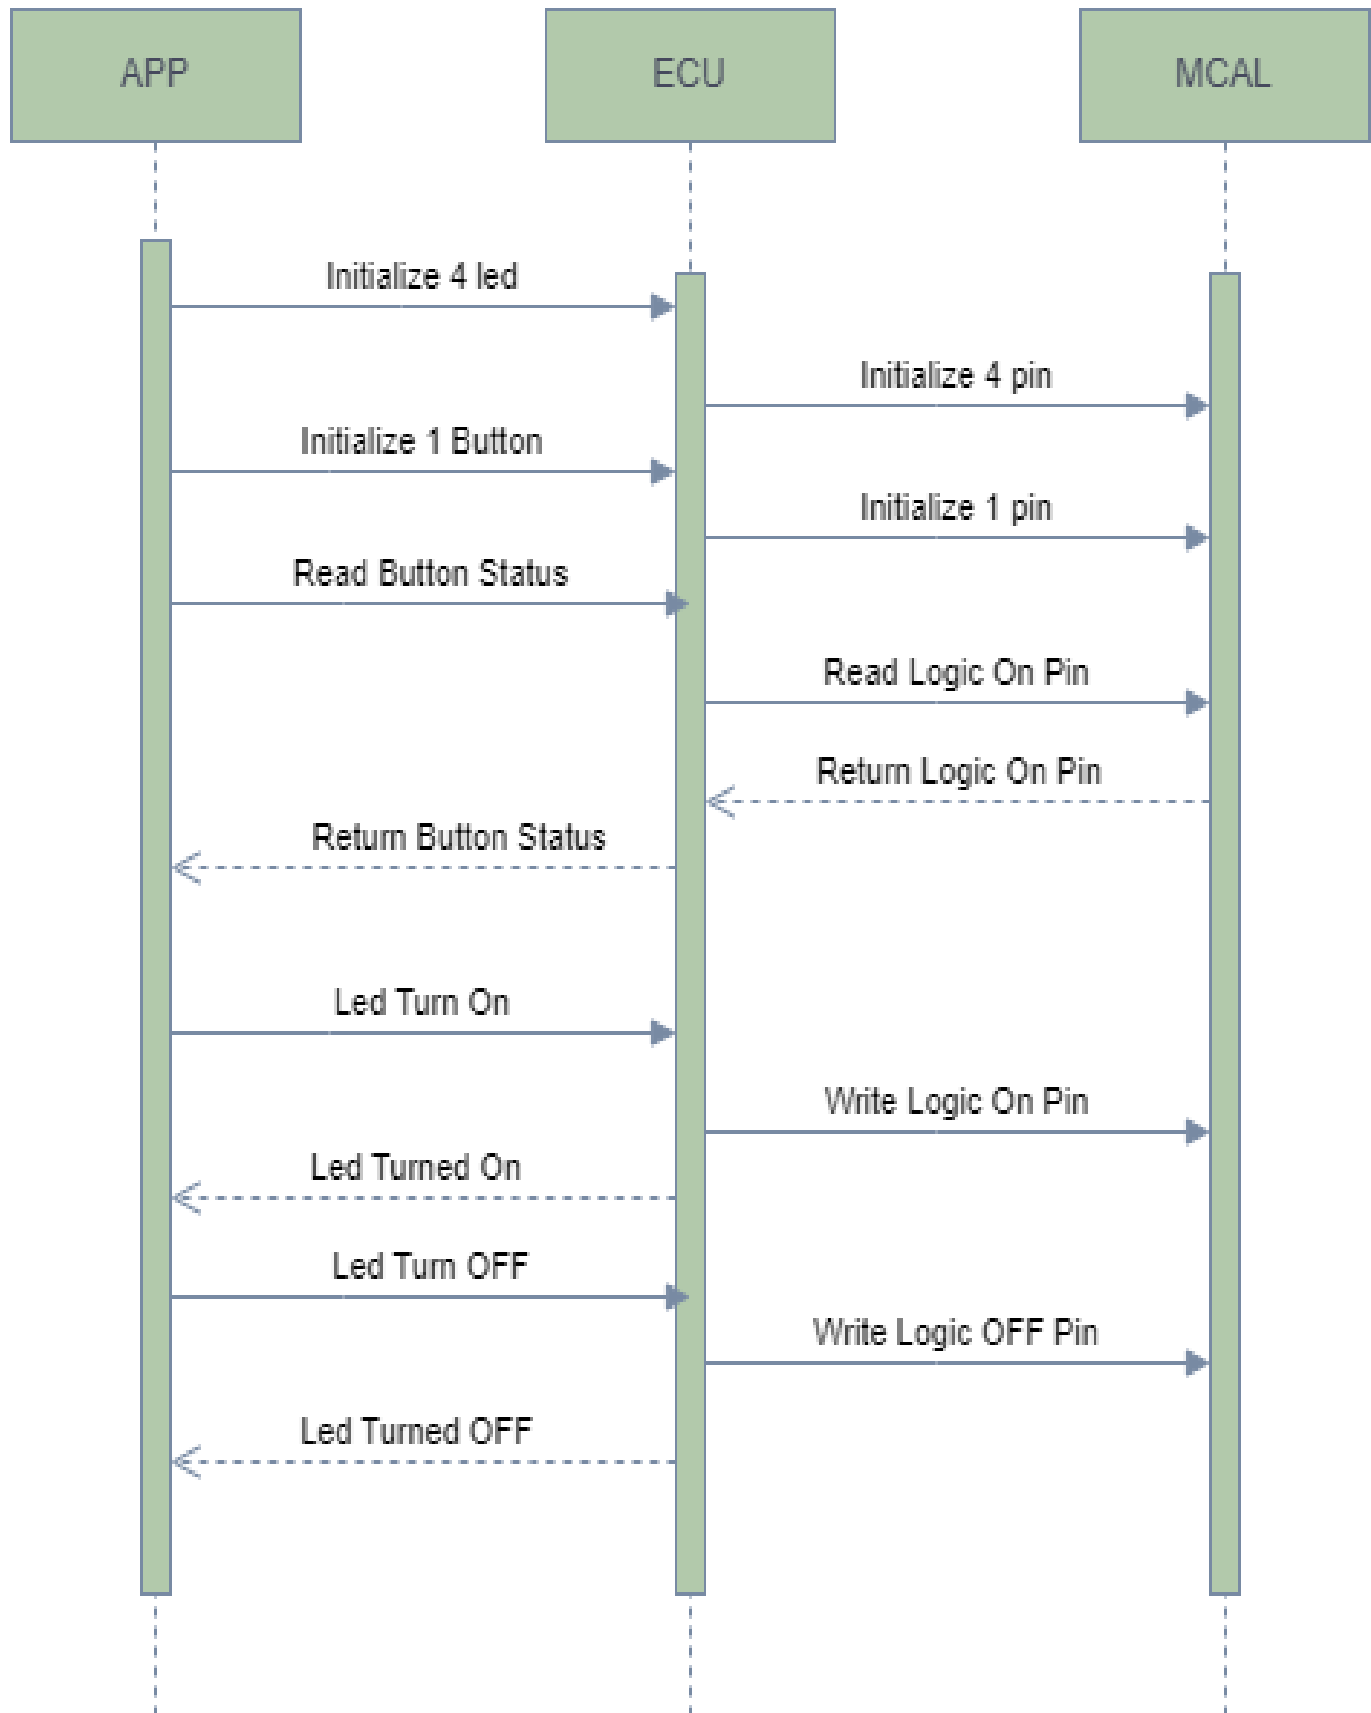 APP
ECU
MCAL
Initialize 4 led
Initialize 4 pin
Initialize 1 Button
Initialize 1 pin
Read Button Status
Read Logic On Pin
Return Logic On Pin
Return Button Status
Led Turn On
Write Logic On Pin
Led Turned On
Led Turn OFF
Write Logic OFF Pin
Led Turned OFF